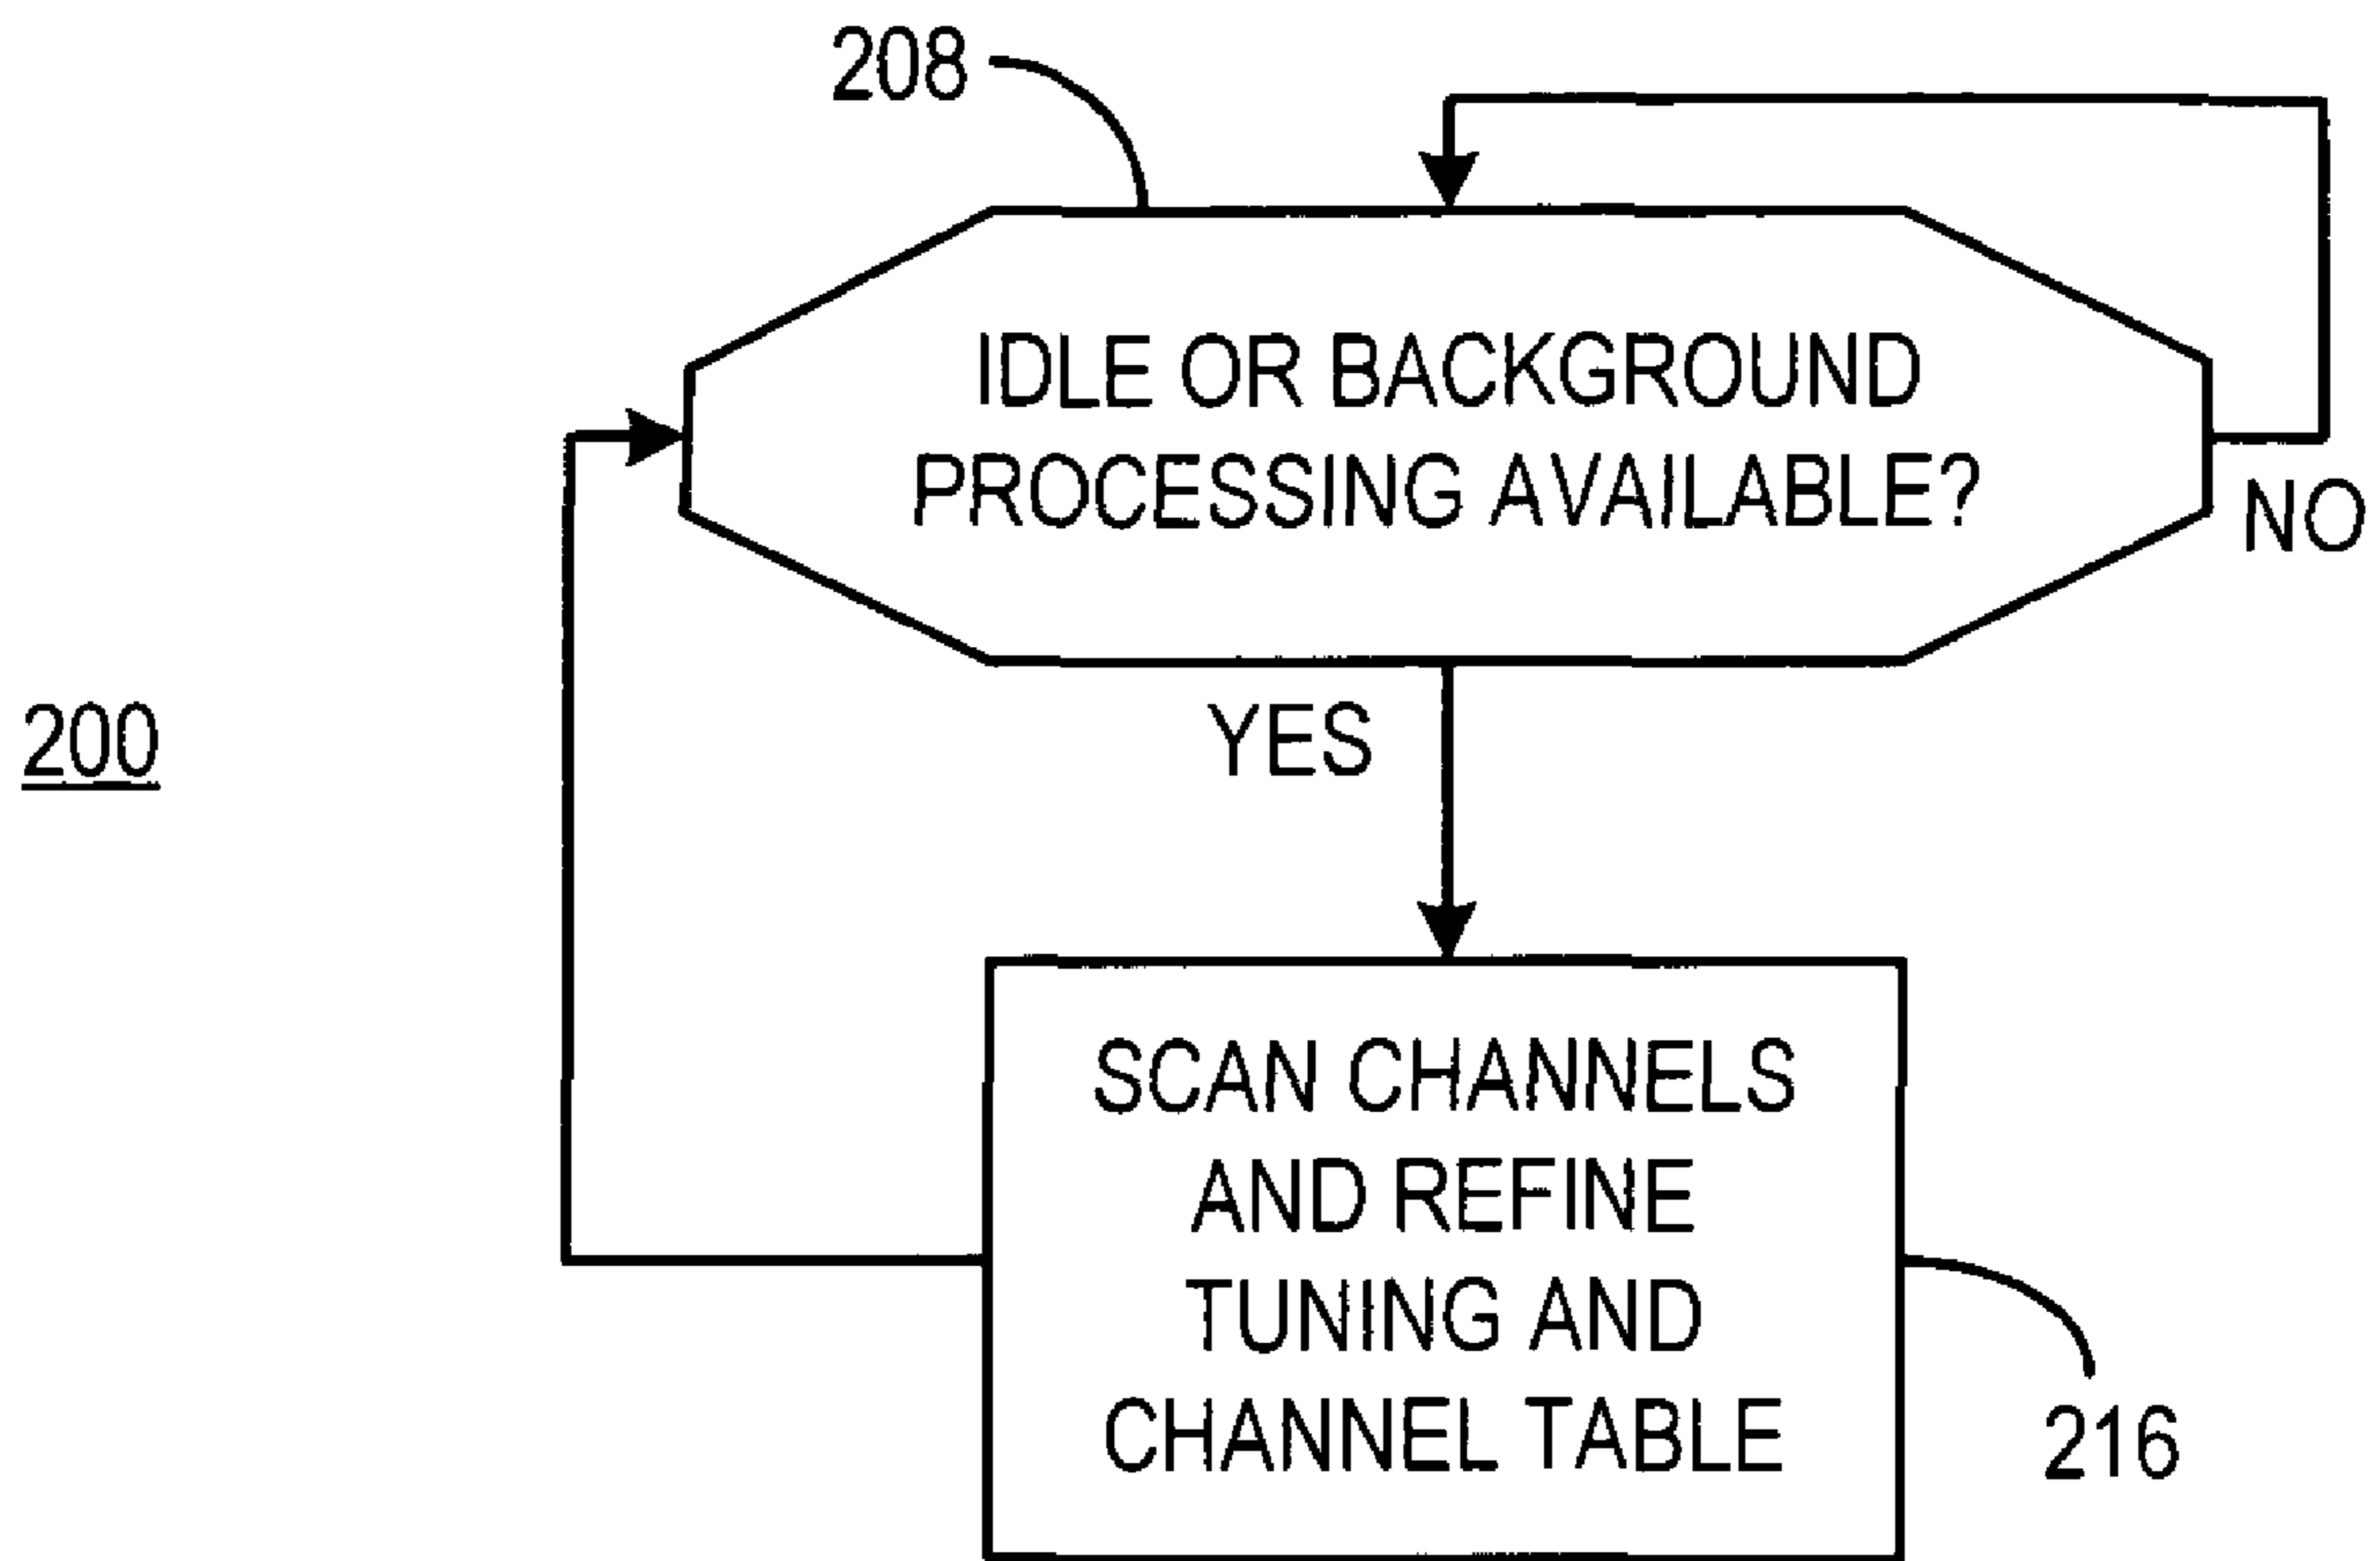 208
IDLE OR BACKGROUND
PROCESSING AVAILABLE?
NO
200
YES
SCAN CHANNELS
AND REFINE
TUNING AND
CHANNEL TABLE
216